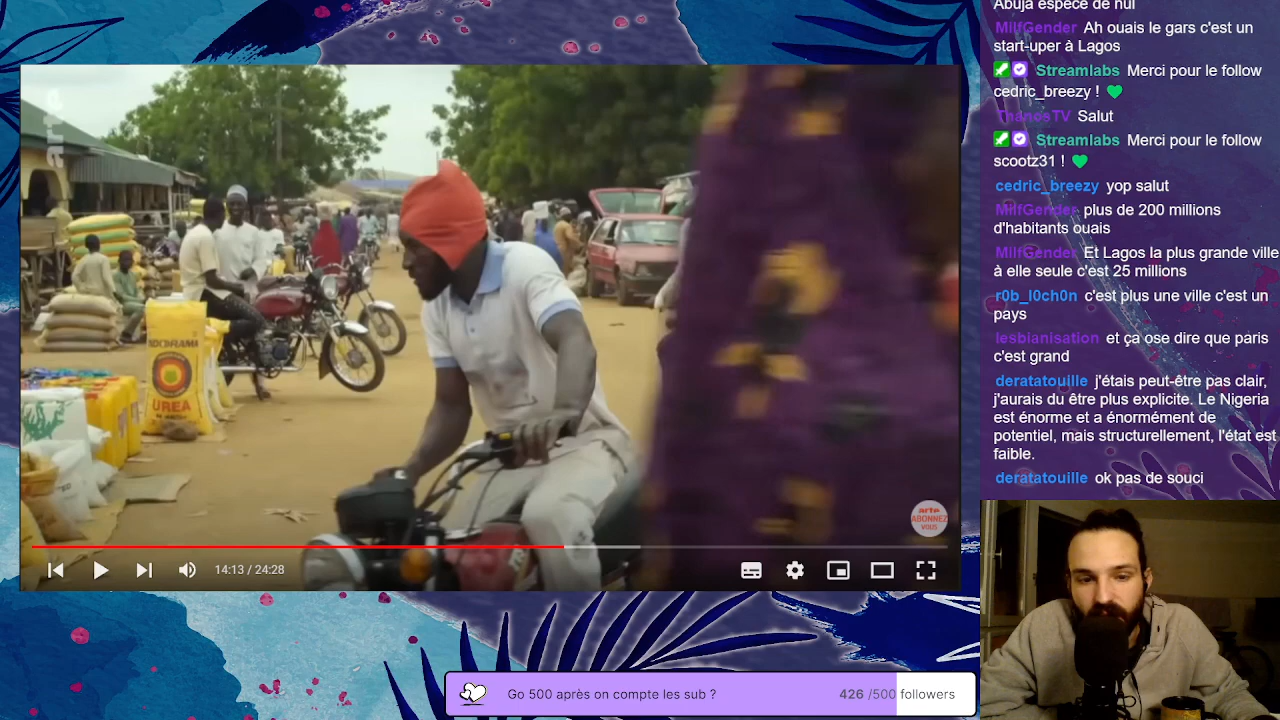 arte
INDORAMA
UREA
arte
ABONNEZ
VOUS
14:13 / 24:28
Abuja espèce de nul
MilfGender Ah ouais le gars c'est un
start-uper à Lagos
Streamlabs Merci pour le follow
cedric_breezy !
ThanosTV Salut
Streamlabs Merci pour le follow
scootz31 !
cedric_breezy yop salut
MilfGender plus de 200 millions
d'habitants ouais
MilfGender Et Lagos la plus grande ville
à elle seule c'est 25 millions
r0b_l0ch0n c'est plus une ville c'est un
pays
lesbianisation et ça ose dire que paris
c'est grand
deratatouille j'étais peut-être pas clair,
j'aurais du être plus explicite. Le Nigeria
est énorme et a énormément de
potentiel, mais structurellement, l'état est
faible.
deratatouille ok pas de souci
Go 500 après on compte les sub ? 426 /500 followers